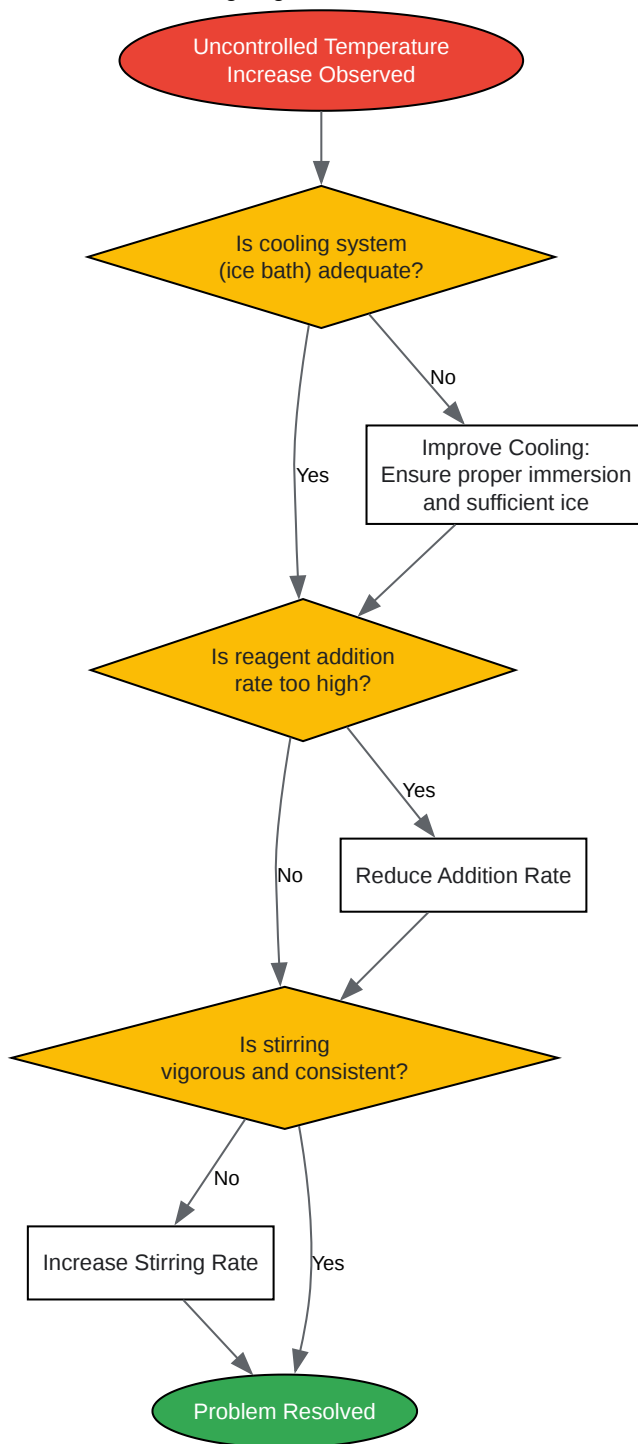 Uncontrolled Temperature
Increase Observed
Is cooling system
(ice bath) adequate?
No
Yes
Improve Cooling:
Ensure proper immersion
and sufficient ice
Is reagent addition
rate too high?
Yes
No
Reduce Addition Rate
Is stirring
vigorous and consistent?
No
Yes
Increase Stirring Rate
Problem Resolved